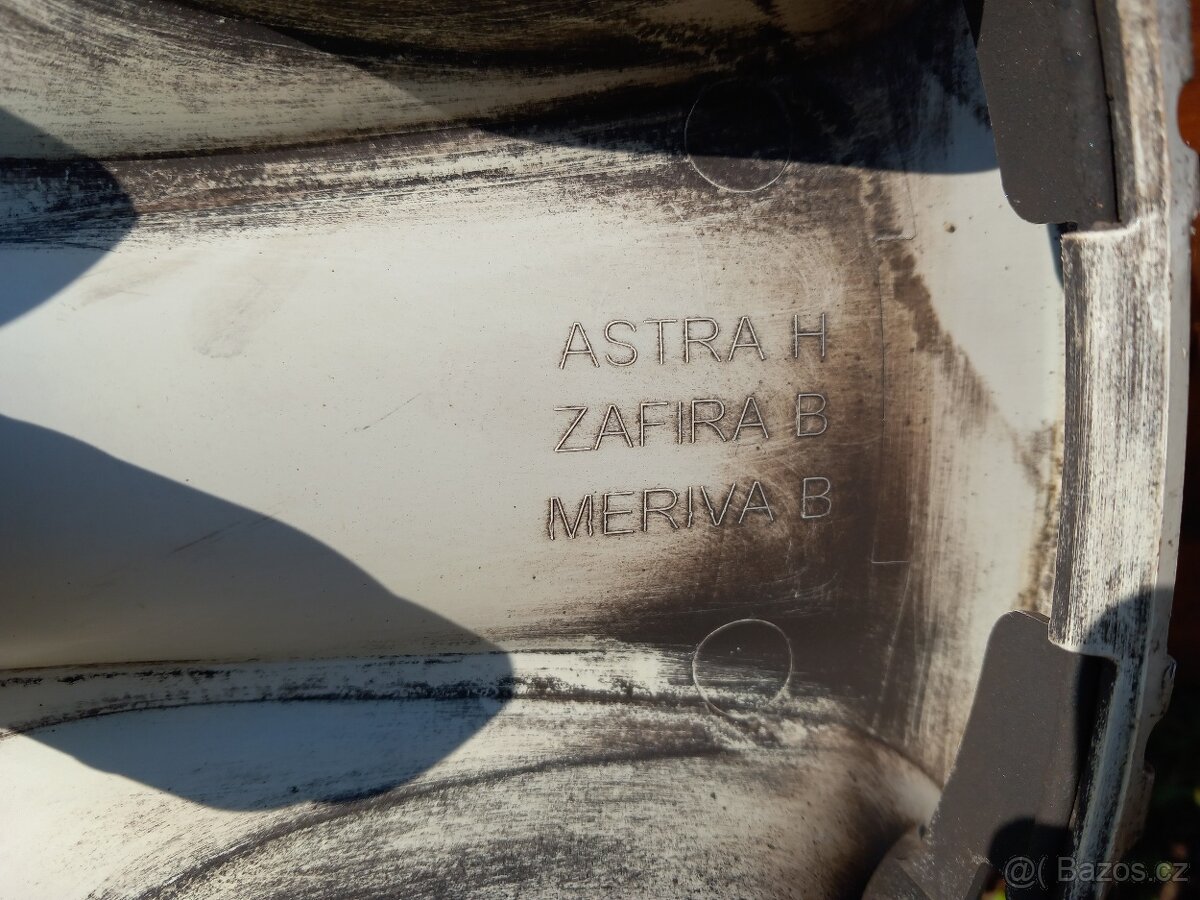 ASTRA H
ZAFIRA B
MERIVA B
@( Bazos.cz